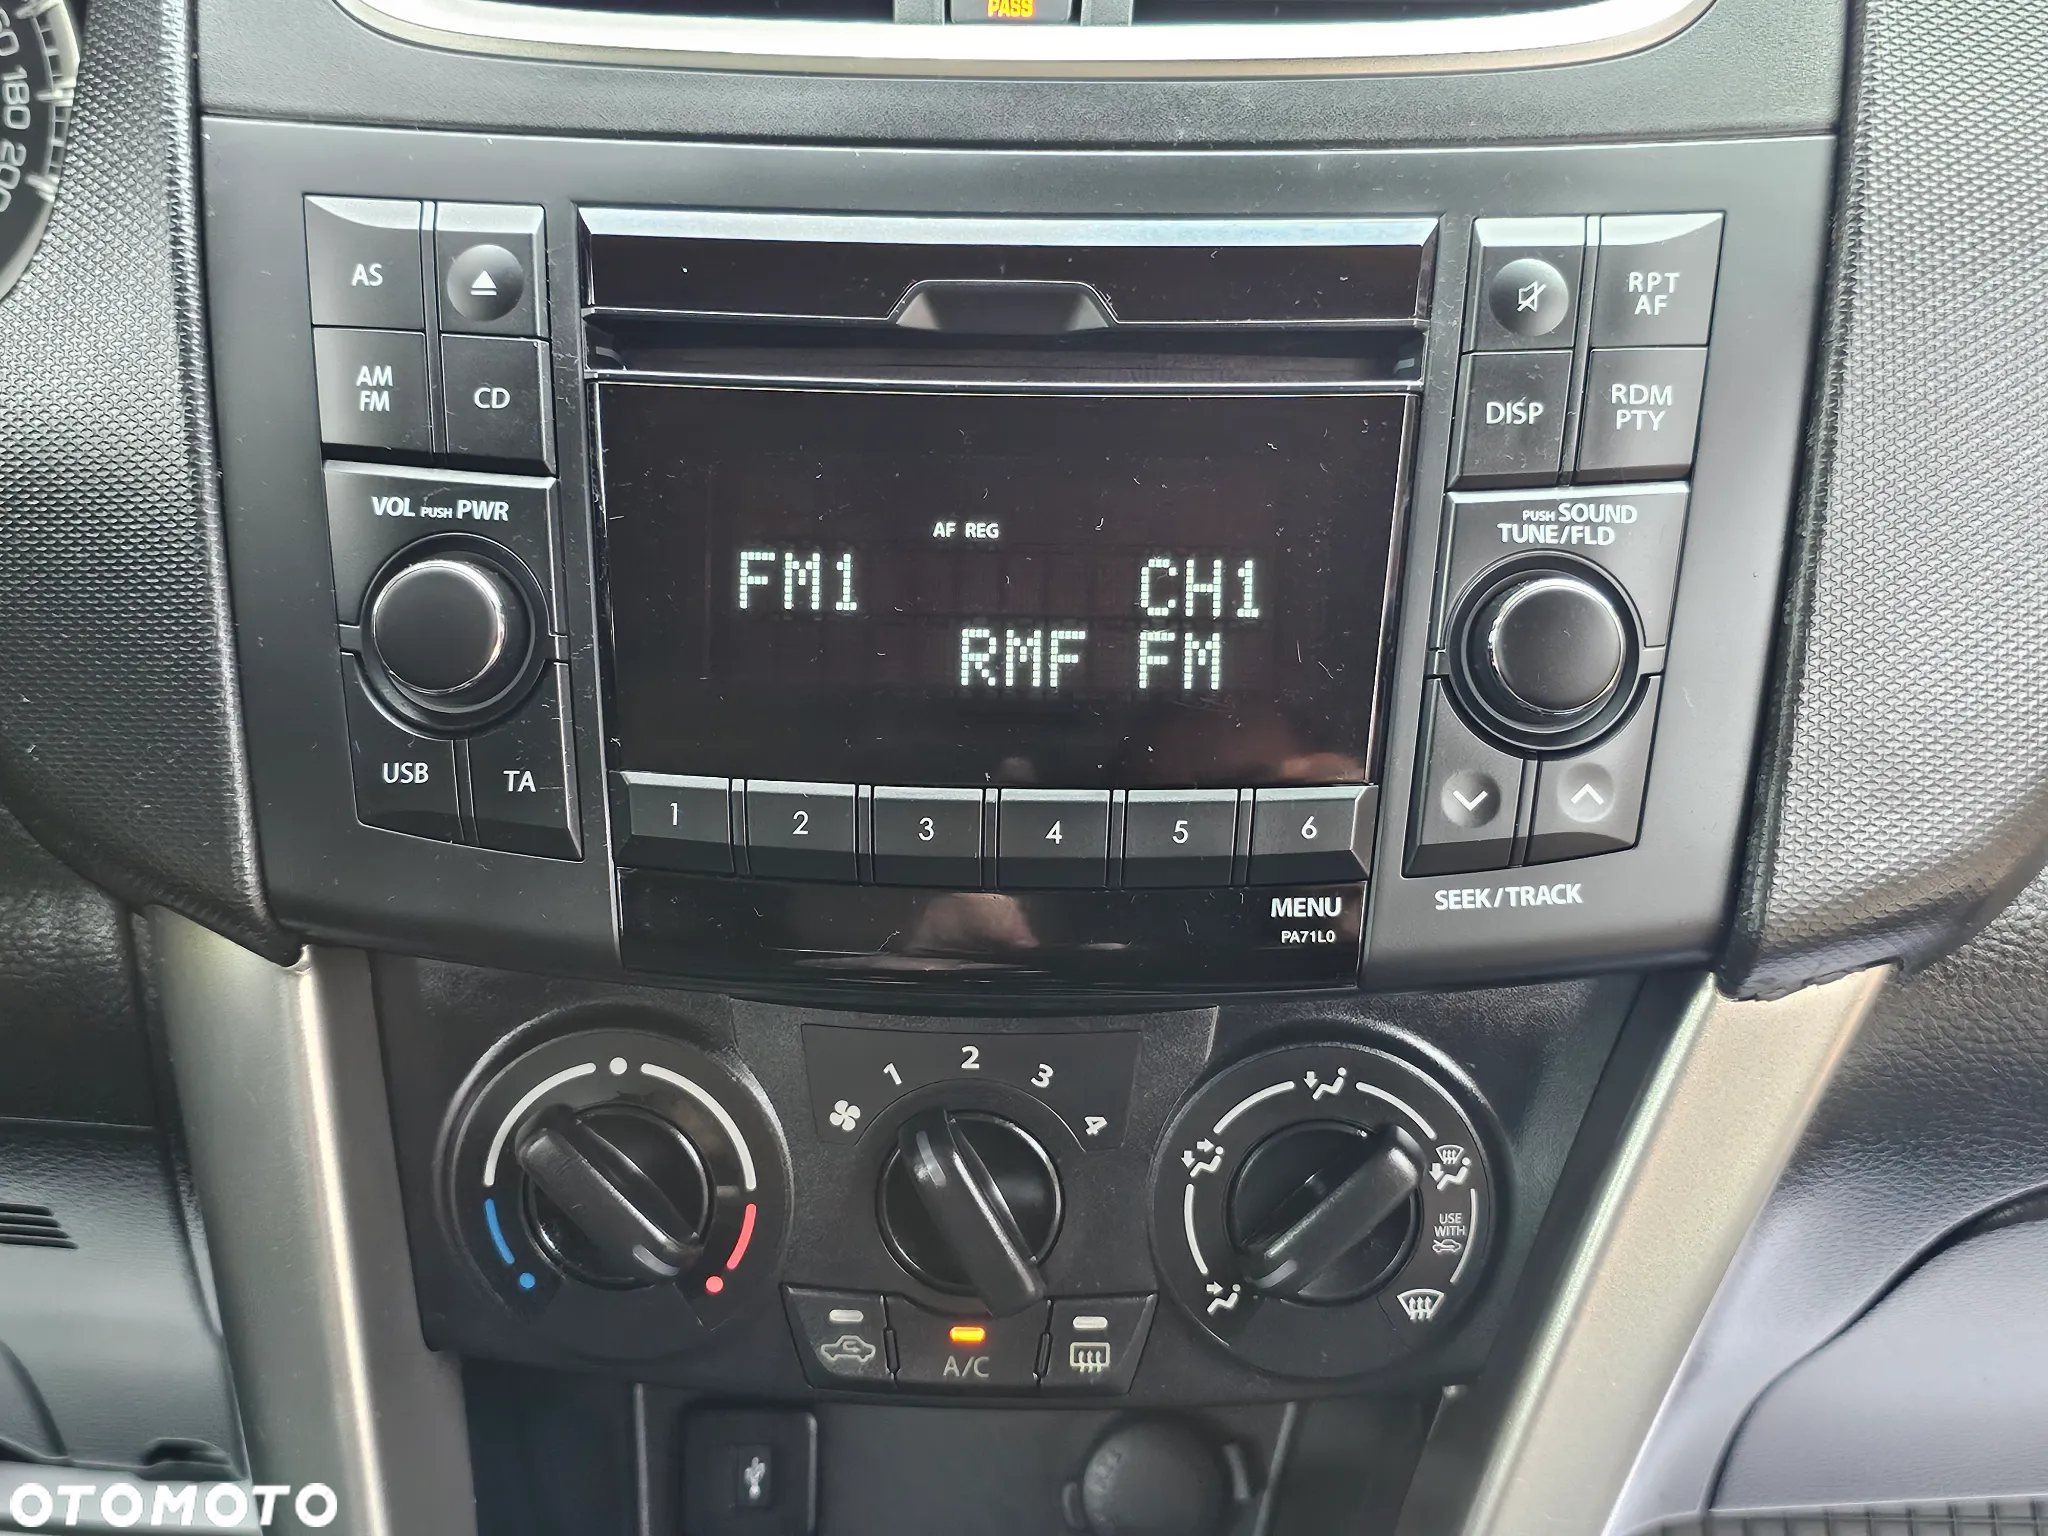 PASS
180
200
AS
AM
FM
CD
VOL PUSH PWR
USB
TA
RPT
AF
DISP
RDM
PTY
PUSH SOUND
TUNE/FLD
AF REG
FM1 CH1
RMF FM
1 2 3 4 5 6
MENU
PA71L0
SEEK/TRACK
1 2 3 4
USE
WITH
A/C
OTOMOTO